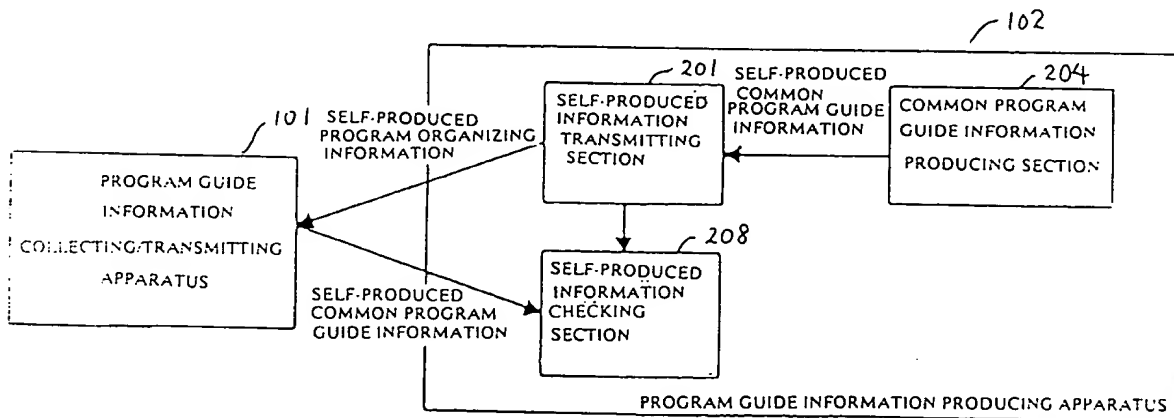 102
201
SELF-PRODUCED
INFORMATION
TRANSMITTING
SECTION
SELF-PRODUCED
COMMON
PROGRAM GUIDE
INFORMATION
204
COMMON PROGRAM
GUIDE INFORMATION
PRODUCING SECTION
101
SELF-PRODUCED
PROGRAM ORGANIZING
INFORMATION
PROGRAM GUIDE
INFORMATION
COLLECTING/TRANSMITTING
APPARATUS
208
SELF-PRODUCED
INFORMATION
CHECKING
SECTION
SELF-PRODUCED
COMMON PROGRAM
GUIDE INFORMATION
PROGRAM GUIDE INFORMATION PRODUCING APPARATUS